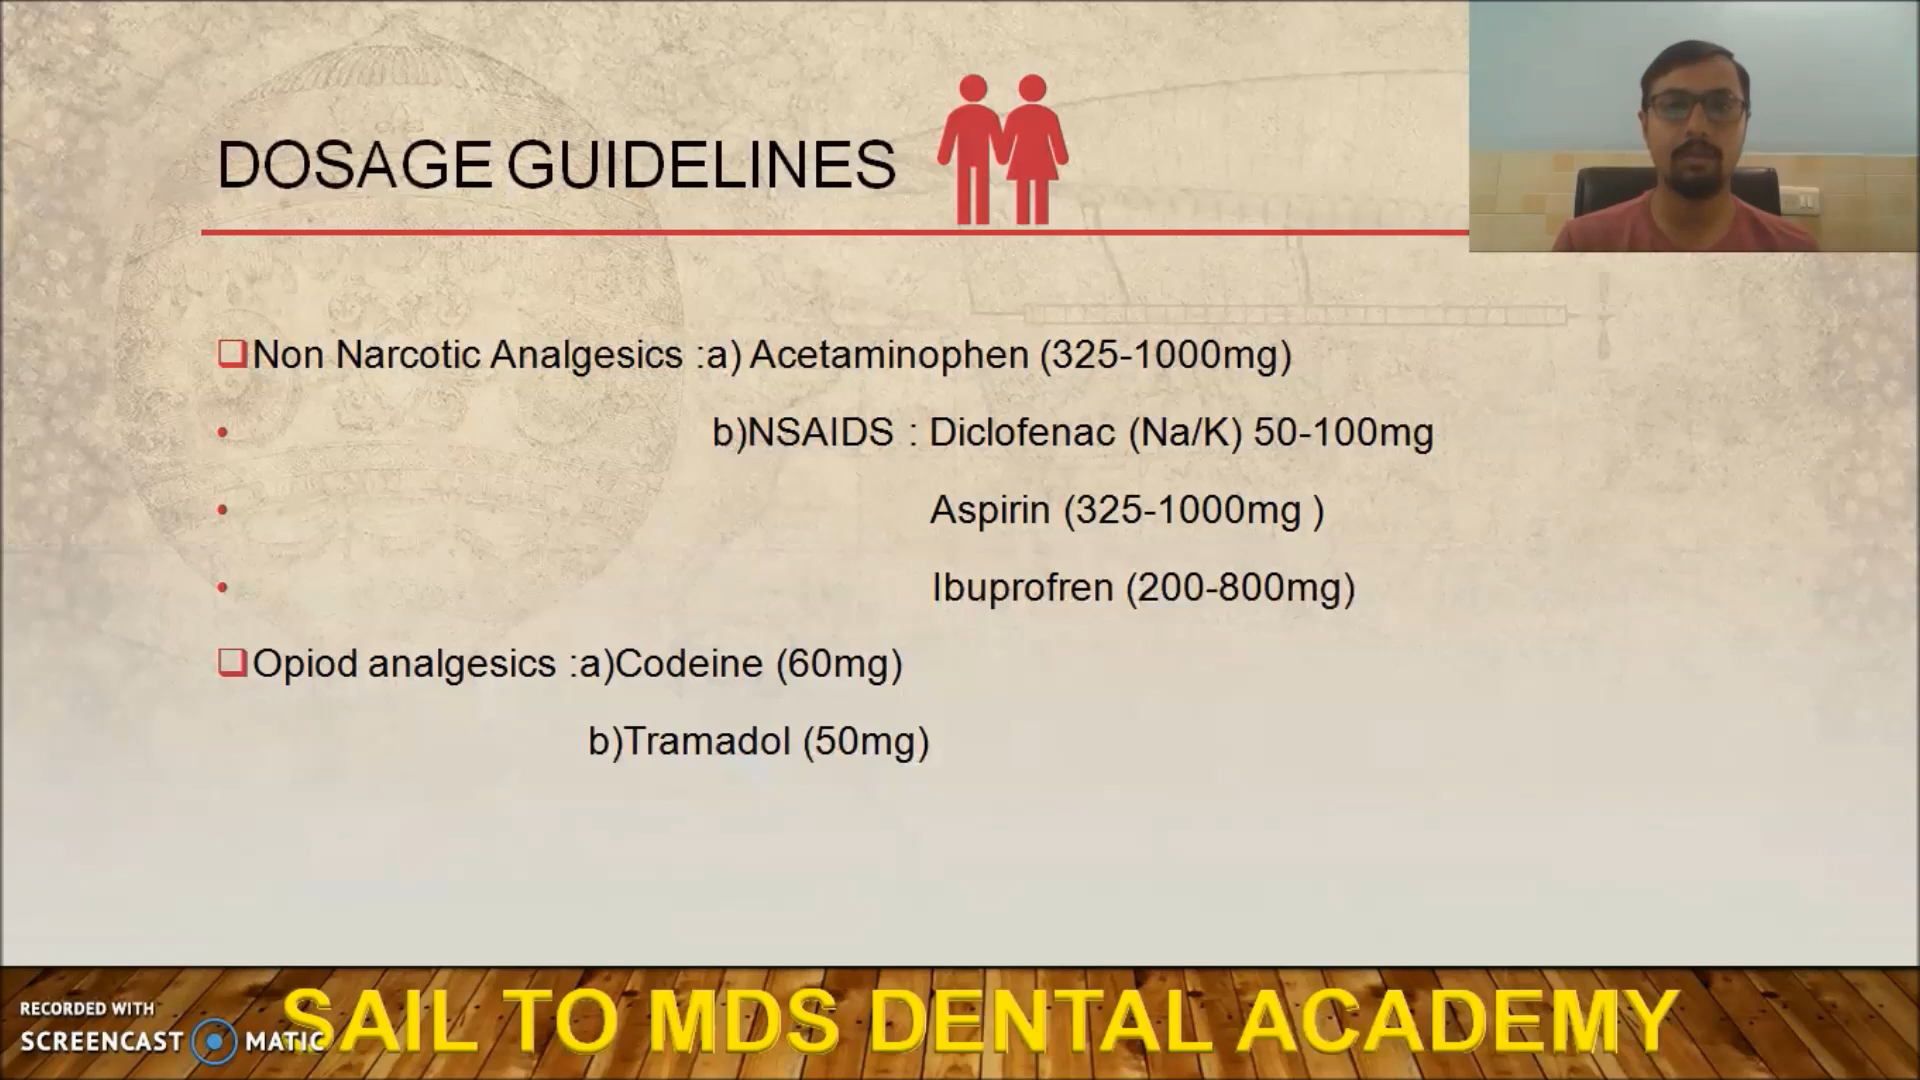 DOSAGE GUIDELINES
Non Narcotic Analgesics :a) Acetaminophen (325-1000mg)
b)NSAIDS : Diclofenac (Na/K) 50-100mg
Aspirin (325-1000mg )
Ibuprofren (200-800mg)
Opiod analgesics :a)Codeine (60mg)
b)Tramadol (50mg)
SAIL TO MDS DENTAL ACADEMY
RECORDED WITH
SCREENCAST MATIC